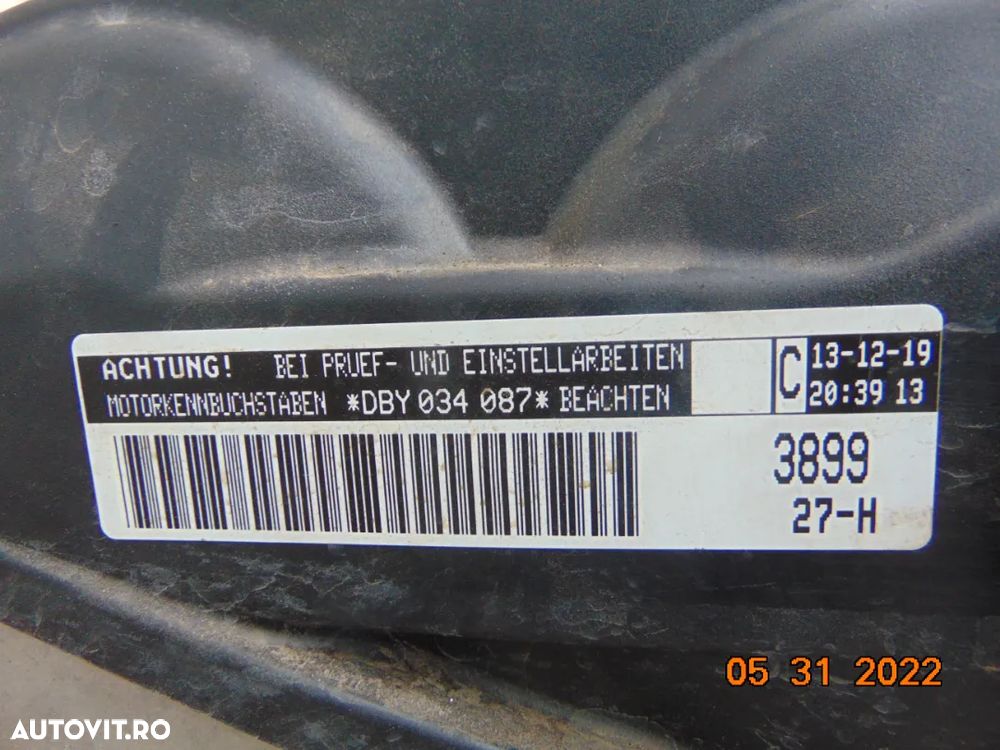 ACHTUNG! BEI PRUEF- UND EINSTELLARBEITEN
MOTORKENNBUCHSTABEN *DBY 034 087* BEACHTEN
C
13-12-19
20:39 13
3899
27-H
05 31 2022
AUTOVIT.RO